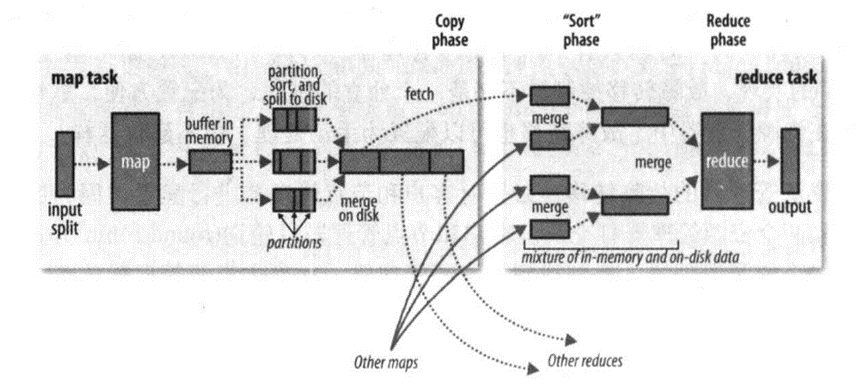 Copy
phase
"Sort"
phase
Reduce
phase
map task
partition,
sort, and
spill to disk
fetch
reduce task
buffer in
memory
merge
map
merge
reduce
input
split
merge
on disk
merge
output
partitions
mixture of in-memory and on-disk data
Other maps
Other reduces